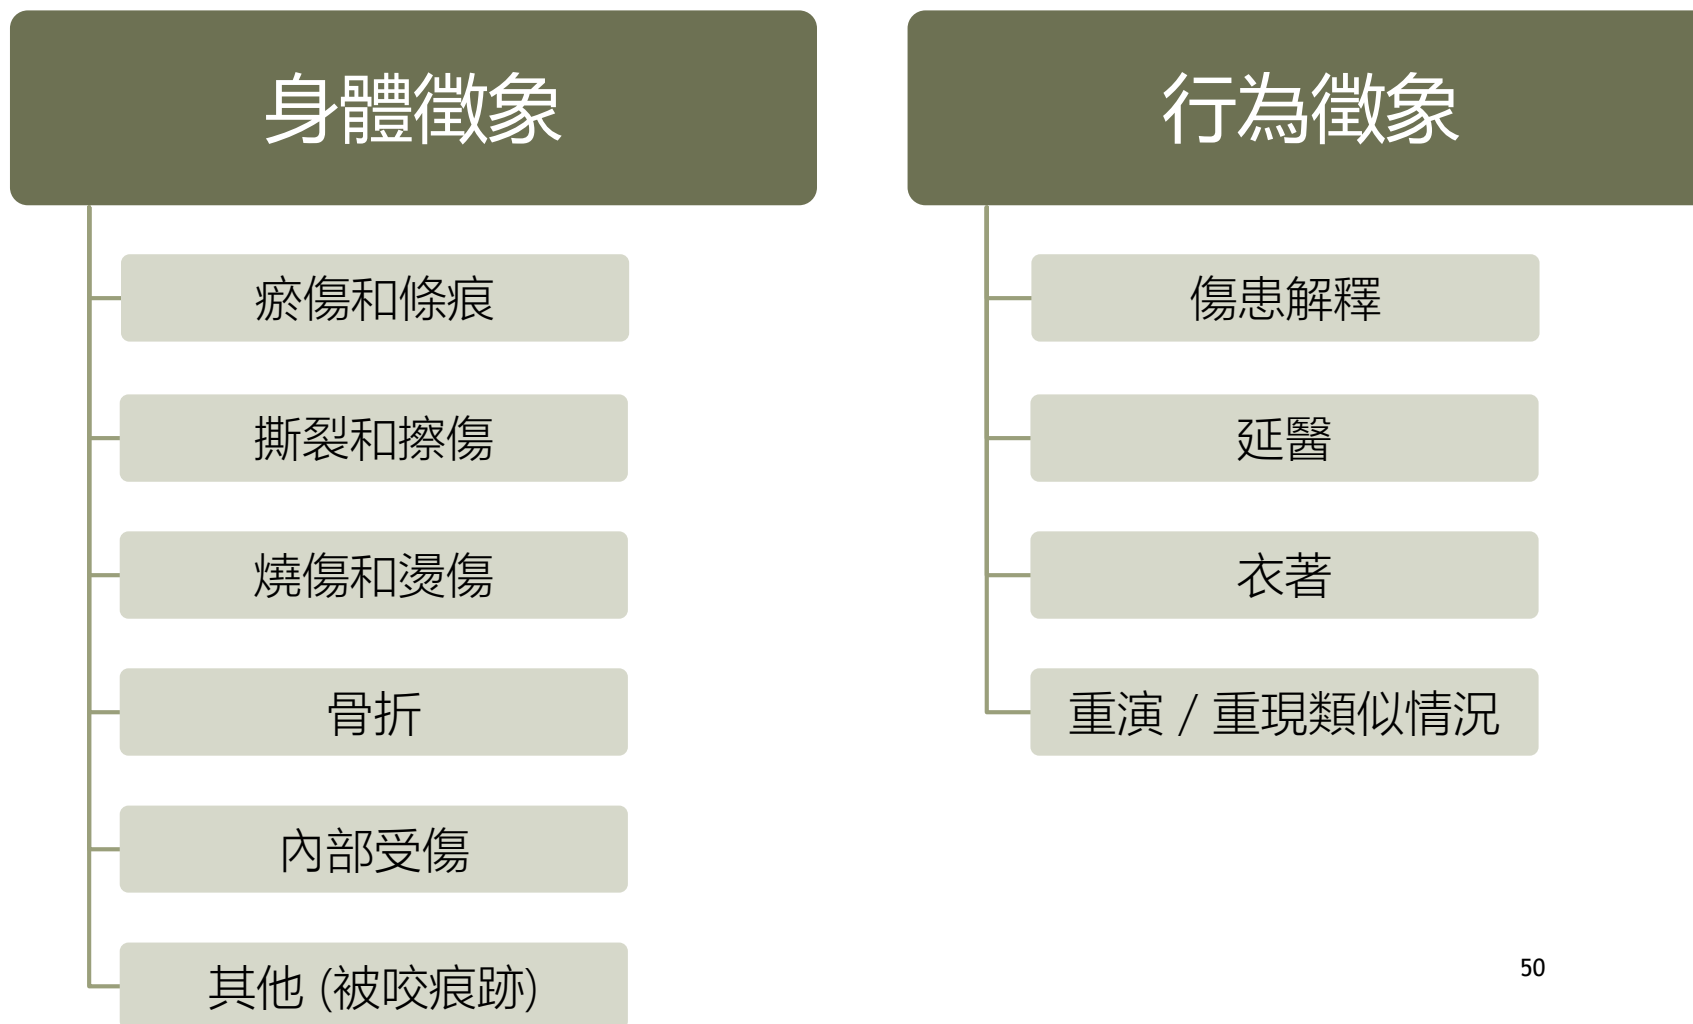 身體徵象
瘀傷和條痕
撕裂和擦傷
燒傷和燙傷
骨折
內部受傷
其他 (被咬痕跡)
行為徵象
傷患解釋
延醫
衣著
重演 / 重現類似情況
50